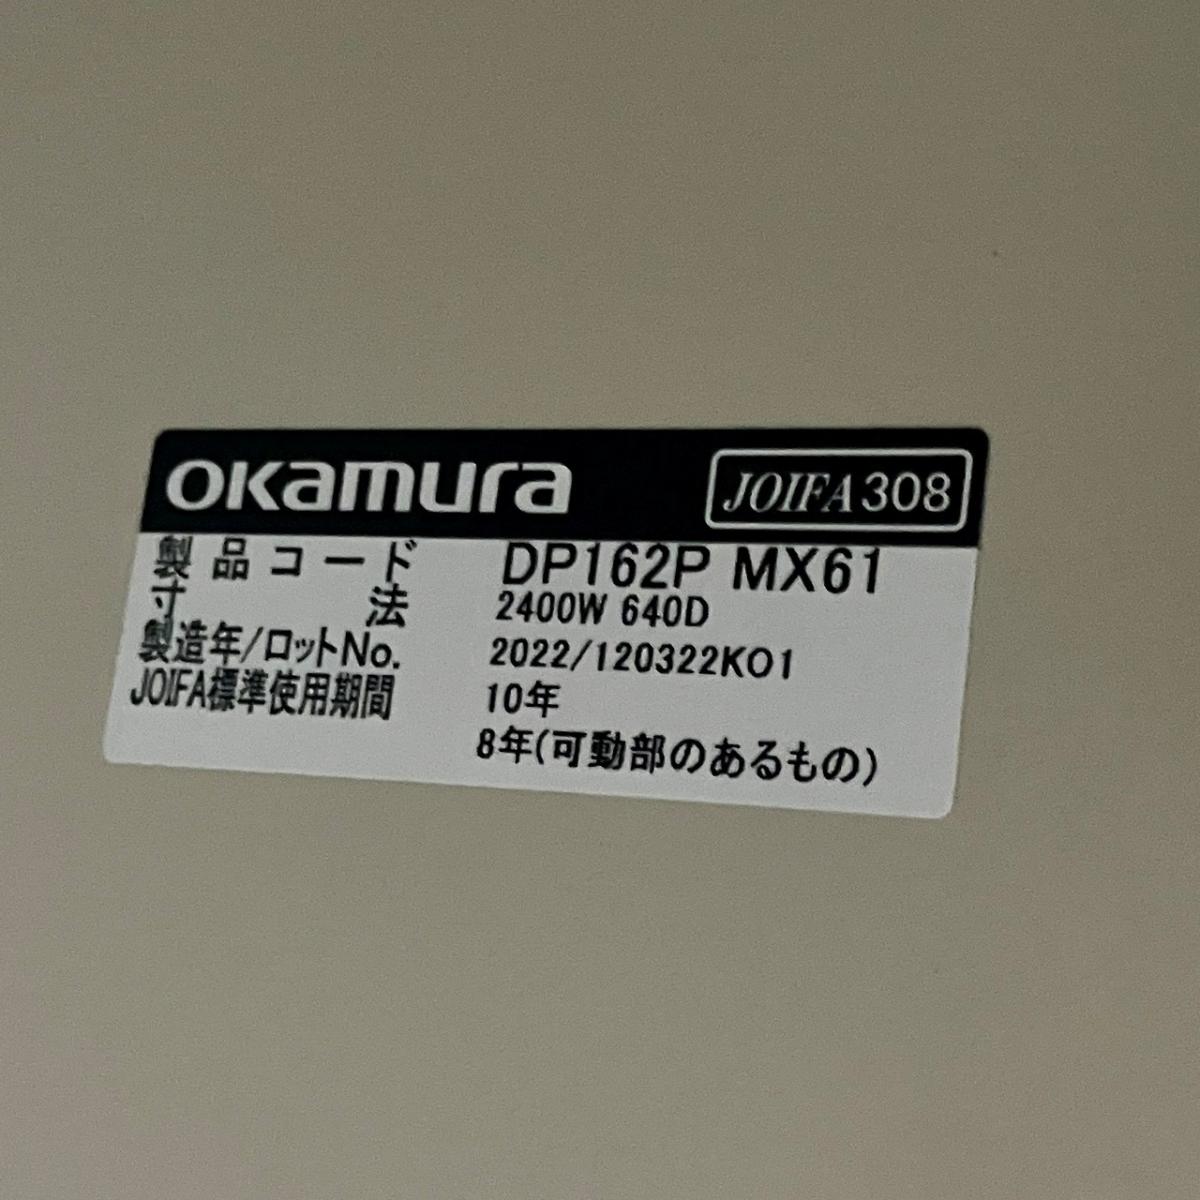 okamura JOIFA308
製品コード DP162P MX61
寸法 2400W 640D
製造年/ロットNo. 2022/120322K01
JOIFA標準使用期間 10年
8年(可動部のあるもの)